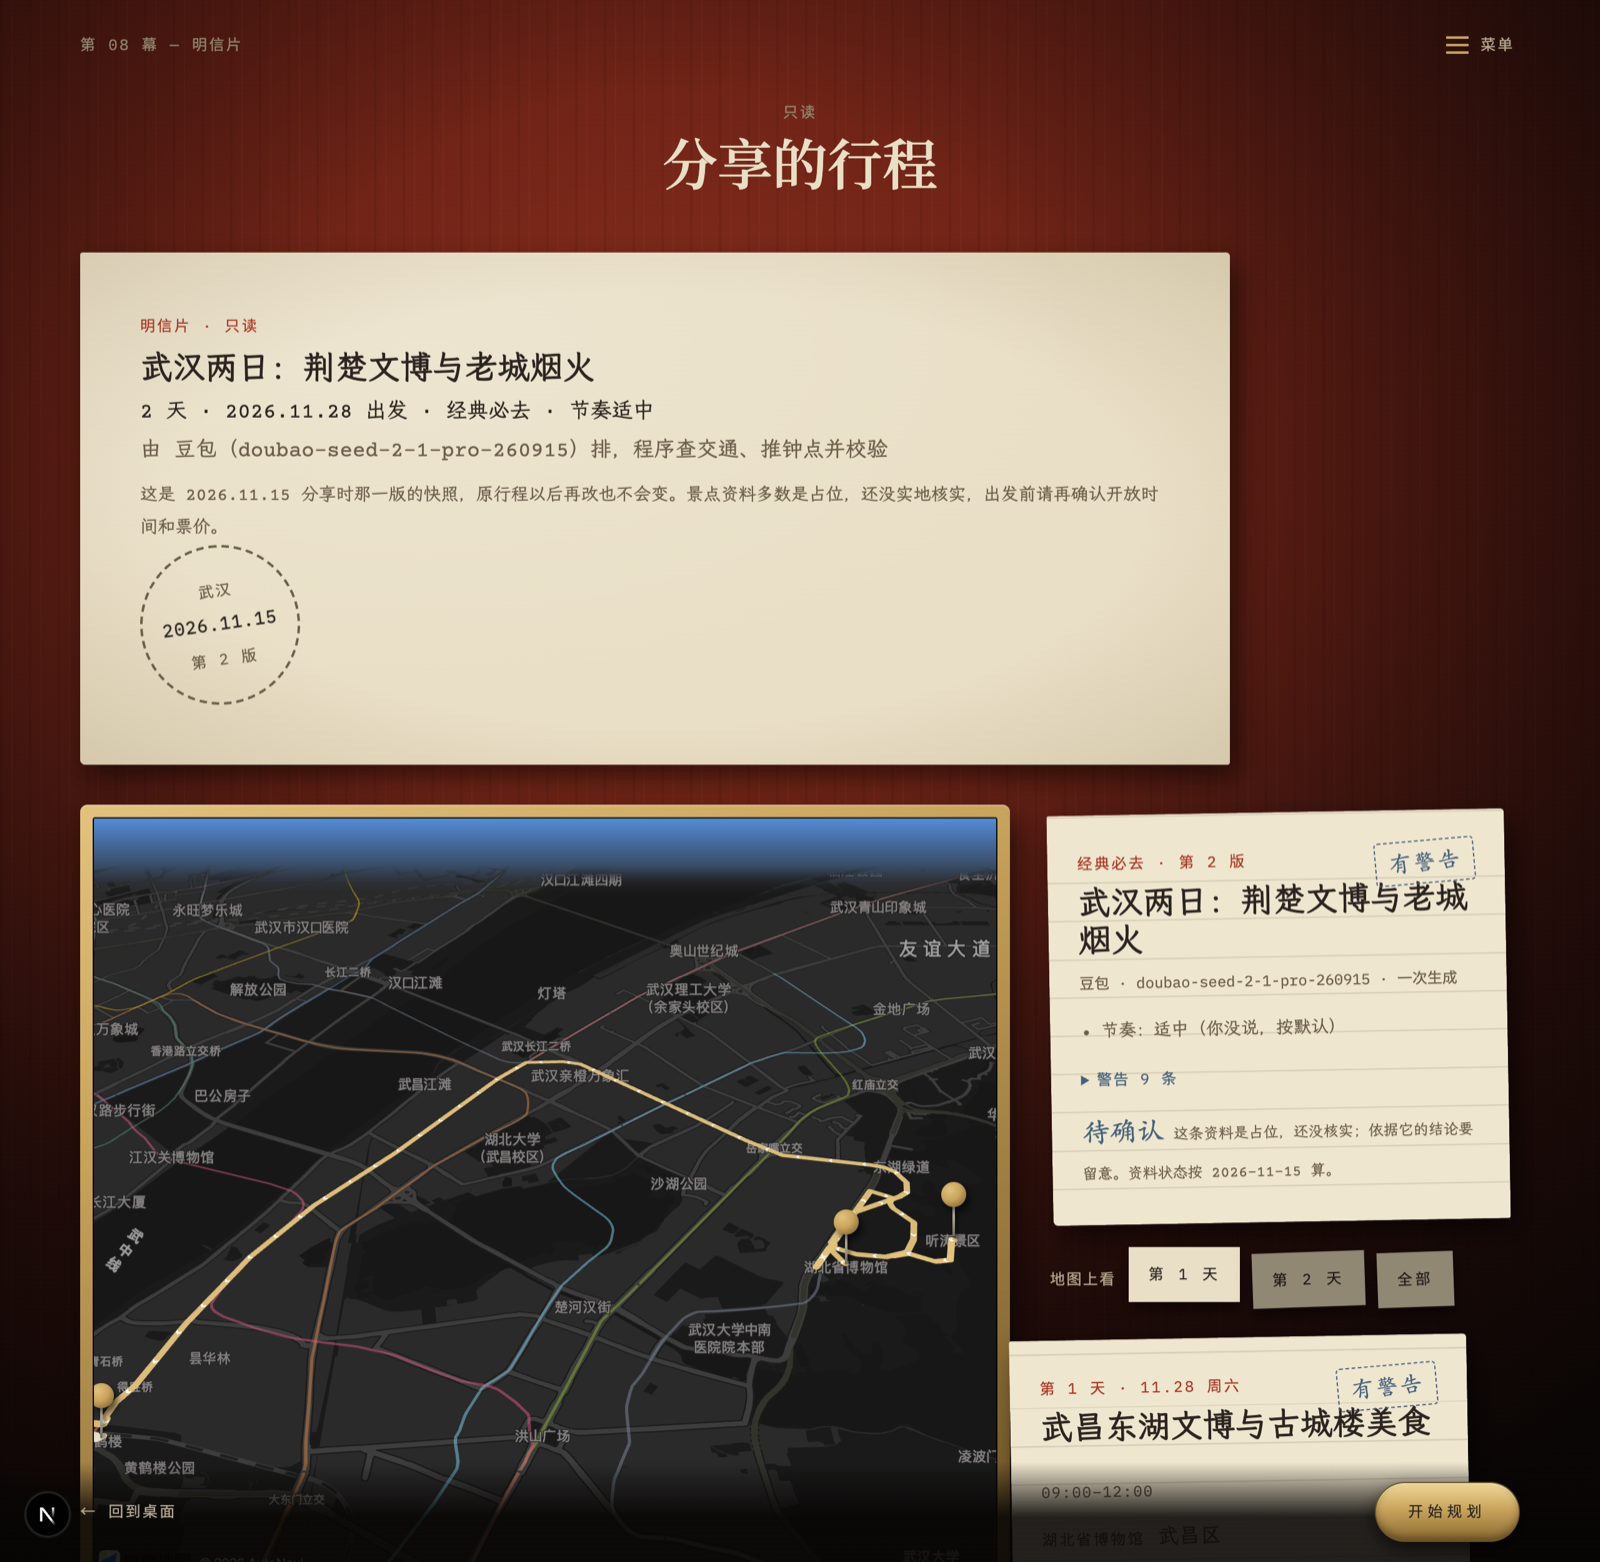 第 08 幕 — 明信片
菜单
只读
分享的行程
明信片 · 只读
武汉两日：荆楚文博与老城烟火
2 天 · 2026.11.28 出发 · 经典必去 · 节奏适中
由 豆包（doubao-seed-2-1-pro-260915）排，程序查交通、推钟点并校验
这是 2026.11.15 分享时那一版的快照，原行程以后再改也不会变。景点资料多数是占位，还没实地核实，出发前请再确认开放时
间和票价。
武汉
2026.11.15
第 2 版
汉口江滩四期
心医院
永旺梦乐城
武汉市汉口医院
武汉青山印象城
奥山世纪城
友谊大道
长江二桥
汉口江滩
解放公园
灯塔
武汉理工大学
（余家头校区）
金地广场
万象城
香港路立交桥
武汉长江二桥
武汉
武汉亲橙万象汇
武昌江滩
红庙立交
巴公房子
路步行街
湖北大学
（武昌校区）
岳家嘴立交
江汉关博物馆
东湖绿道
沙湖公园
长江大厦
听涛景区
湖北省博物馆
楚河汉街
武汉大学中南
医院院本部
昙华林
得胜桥
洪山广场
鹤楼
黄鹤楼公园
凌波门
大东门立交
武汉大学
经典必去 · 第 2 版
有警告
武汉两日：荆楚文博与老城
烟火
豆包 · doubao-seed-2-1-pro-260915 · 一次生成
• 节奏：适中（你没说，按默认）
▶ 警告 9 条
待确认 这条资料是占位，还没核实；依据它的结论要
留意。资料状态按 2026-11-15 算。
地图上看
第 1 天
第 2 天
全部
第 1 天 · 11.28 周六
有警告
武昌东湖文博与古城楼美食
09:00–12:00
湖北省博物馆 武昌区
← 回到桌面
开始规划